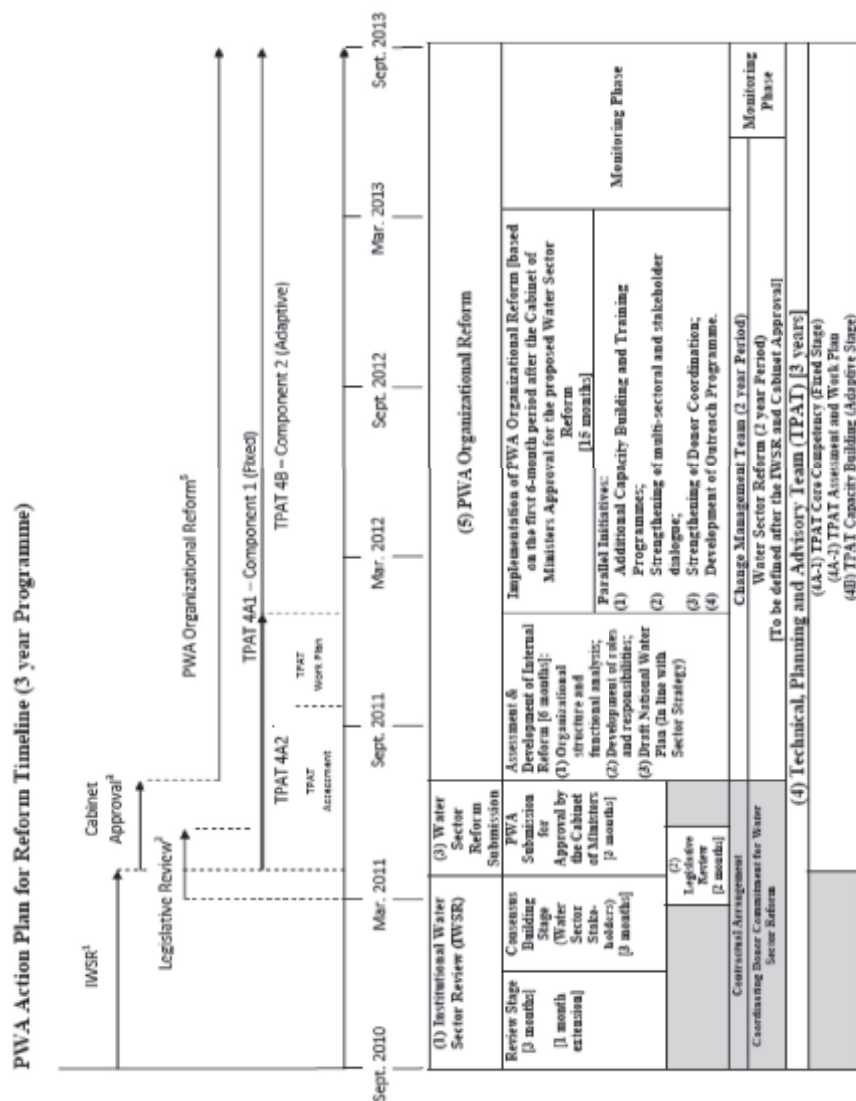 PWA Action Plan for Reform Timeline (3 year Programme)
IWSR¹
Cabinet
Approval³
Legislative Review²
PWA Organizational Reform⁵
TPAT 4A1 – Component 1 (Fixed)
TPAT 4A2
TPAT
Assessment
TPAT
Work Plan
TPAT 4B – Component 2 (Adaptive)
Sept. 2010
Mar. 2011
Sept. 2011
Mar. 2012
Sept. 2012
Mar. 2013
Sept. 2013
(1) Institutional Water
Sector Review (IWSR)
(3) Water
Sector
Reform
Submission
(5) PWA Organizational Reform
Review Stage
[3 months]
[1 month
extension]
Consensus
Building
Stage
(Water
Sector
Stake-
holders)
[3 months]
PWA
Submission
for
Approval by
the Cabinet
of Ministers
[3 months]
Assessment &
Development of Internal
Reform [6 months]:
(1) Organizational
structure and
functional analysis;
(2) Development of roles
and responsibilities;
(3) Draft National Water
Plan (In line with
Sector Strategy)
Implementation of PWA Organizational Reform [based
on the first 6-month period after the Cabinet of
Ministers Approval for the proposed Water Sector
Reform
[15 months]
Parallel Initiatives:
(1) Additional Capacity Building and Training
Programmes;
(2) Strengthening of multi-sectoral and stakeholder
dialogue;
(3) Strengthening of Donor Coordination;
(4) Development of Outreach Programme.
Monitoring Phase
(2)
Legislative
Review
[2 months]
Contractual Arrangement
Change Management Team (2 year Period)
Coordinating Donor Commitment for Water
Sector Reform
Water Sector Reform (2 year Period)
[To be defined after the IWSR and Cabinet Approval]
Monitoring
Phase
(4) Technical, Planning and Advisory Team (TPAT) [3 years]
(4A-1) TPAT Core Competency (Fixed Stage)
(4A-2) TPAT Assessment and Work Plan
(4B) TPAT Capacity Building (Adaptive Stage)